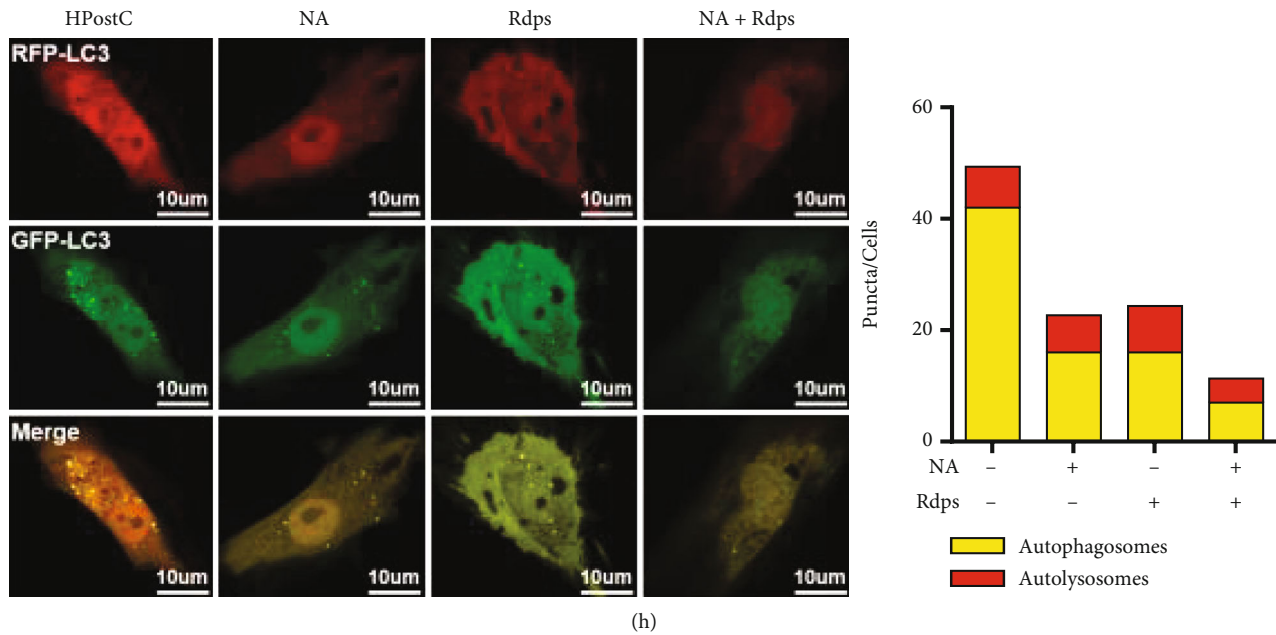 HPostC NA Rdps NA + Rdps
RFP-LC3
10um 10um 10um 10um
GFP-LC3
10um 10um 10um 10um
Merge
10um 10um 10um 10um
60
40
20
0
Puncta/Cells
NA – + – +
Rdps – – + +
Autophagosomes
Autolysosomes
(h)